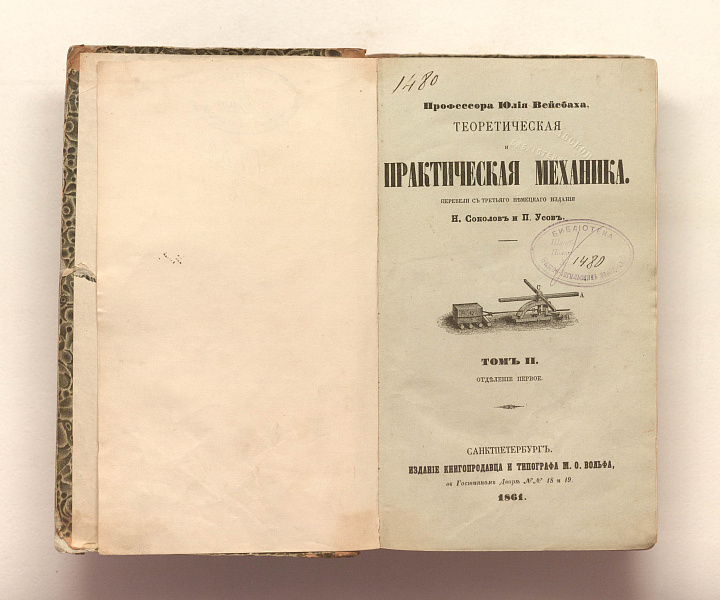 1480
Профессора Юлія Вейсбаха,
ТЕОРЕТИЧЕСКАЯ
и
ПРАКТИЧЕСКАЯ МЕХАНИКА.
ПЕРЕВЕЛИ СЪ ТРЕТЬЯГО НѢМЕЦКАГО ИЗДАНІЯ
Н. Соколовъ и П. Усовъ.
БИБЛІОТЕКА
1480
C
A
ТОМЪ II.
ОТДѢЛЕНІЕ ПЕРВОЕ.
САНКТПЕТЕРБУРГЪ.
ИЗДАНІЕ КНИГОПРОДАВЦА И ТИПОГРАФА М. О. ВОЛЬФА,
въ Гостинномъ Дворѣ №№ 18 и 19.
1861.